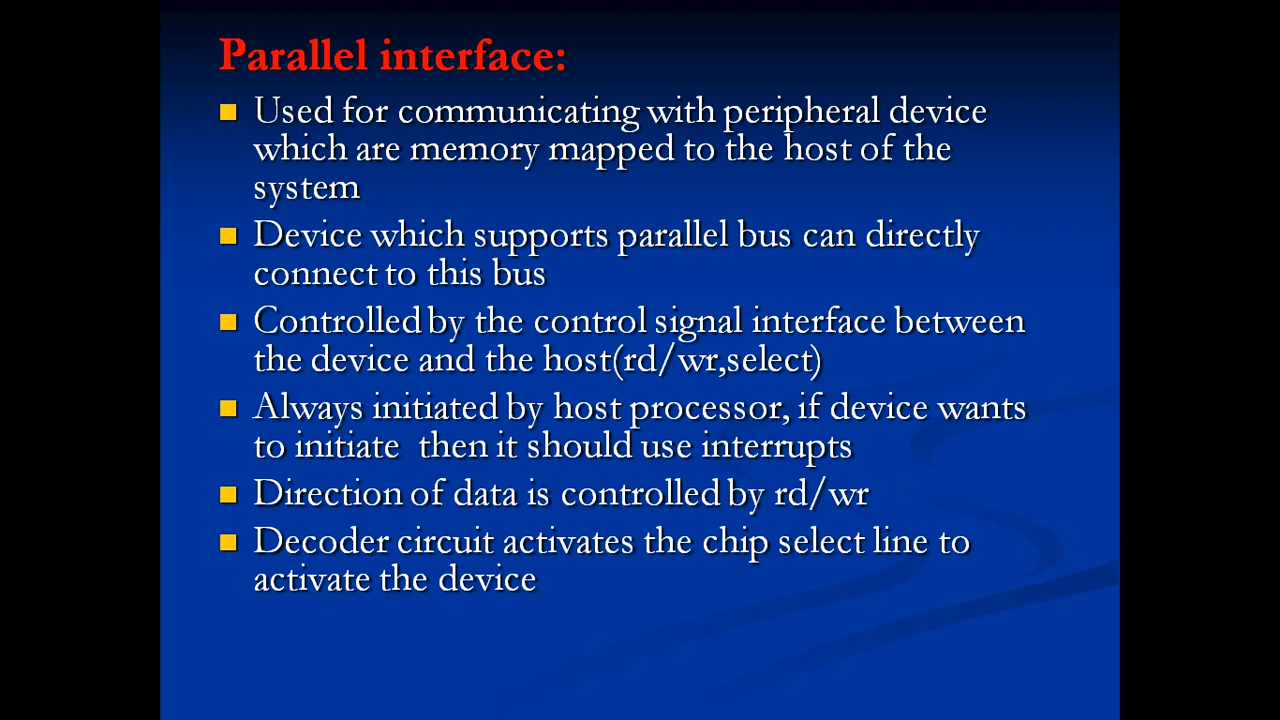 Parallel interface:
Used for communicating with peripheral device
which are memory mapped to the host of the
system
Device which supports parallel bus can directly
connect to this bus
Controlled by the control signal interface between
the device and the host(rd/wr,select)
Always initiated by host processor, if device wants
to initiate  then it should use interrupts
Direction of data is controlled by rd/wr
Decoder circuit activates the chip select line to
activate the device